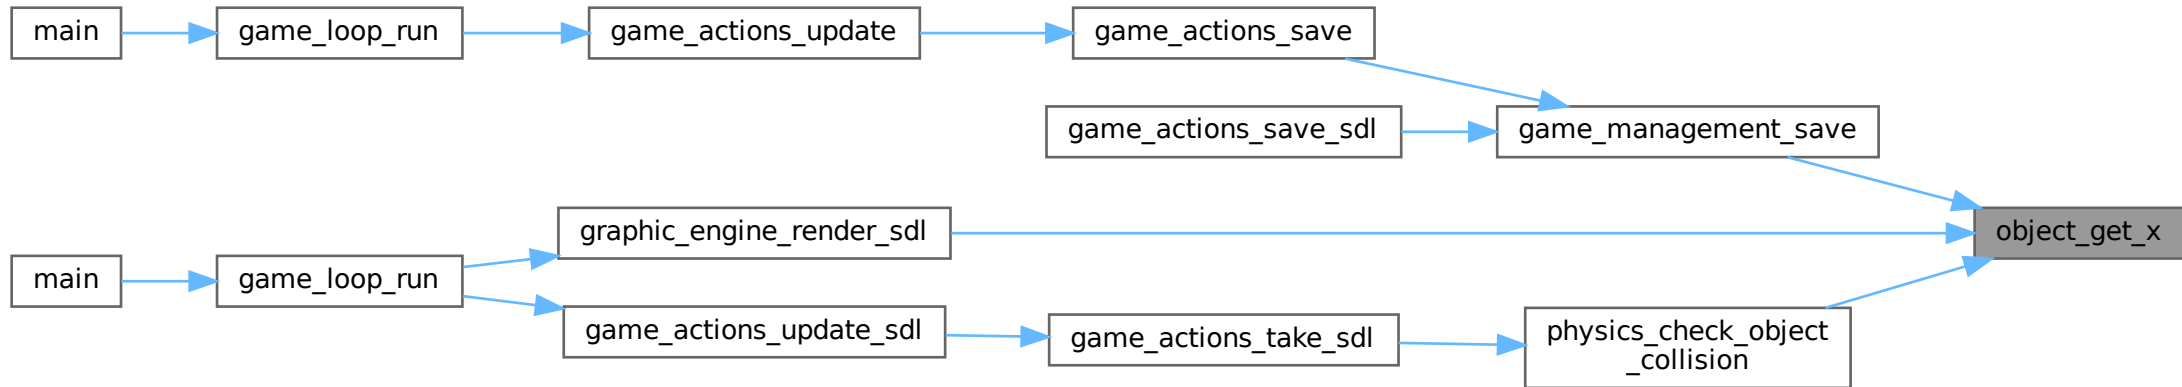 main
game_loop_run
game_actions_update
game_actions_save
game_actions_save_sdl
game_management_save
graphic_engine_render_sdl
object_get_x
main
game_loop_run
game_actions_update_sdl
game_actions_take_sdl
physics_check_object
_collision